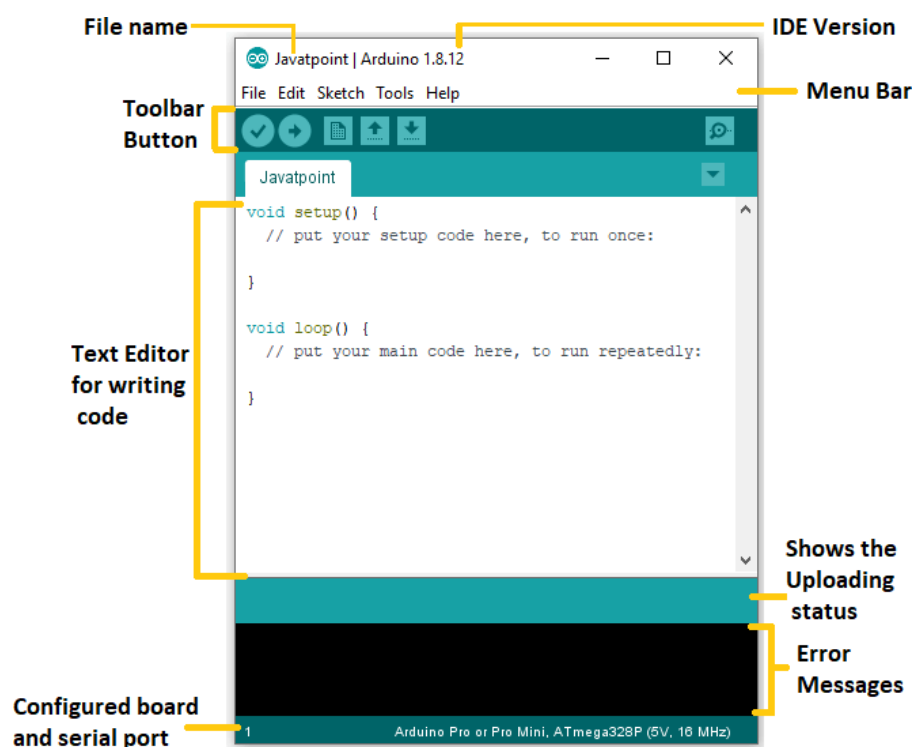 File name
IDE Version
Javatpoint | Arduino 1.8.12
File Edit Sketch Tools Help
Menu Bar
Toolbar
Button
Javatpoint
void setup() {
// put your setup code here, to run once:
}
void loop() {
// put your main code here, to run repeatedly:
}
Text Editor
for writing
code
Shows the
Uploading
status
Error
Messages
Configured board
and serial port
1
Arduino Pro or Pro Mini, ATmega328P (5V, 16 MHz)